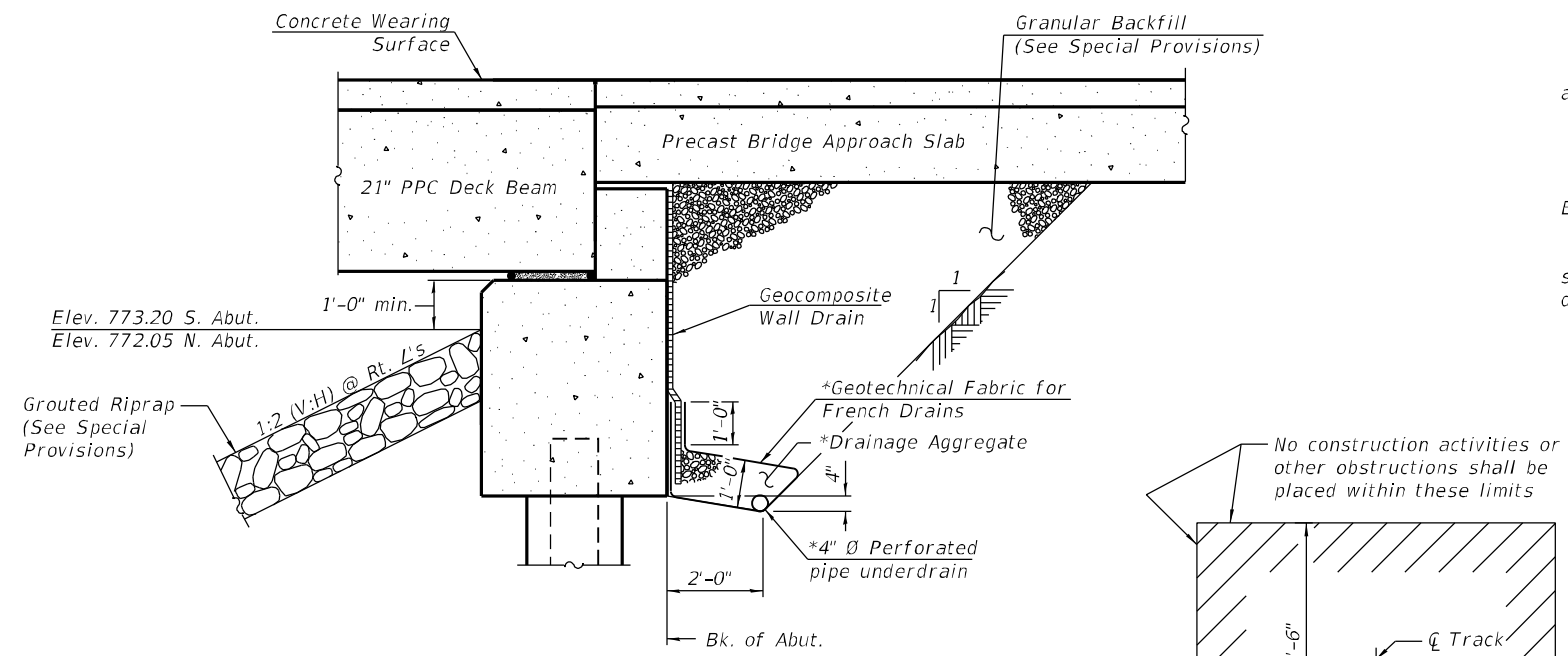 Concrete Wearing
Surface
Granular Backfill
(See Special Provisions)
Precast Bridge Approach Slab
21" PPC Deck Beam
1'-0" min.
Elev. 773.20 S. Abut.
Elev. 772.05 N. Abut.
Geocomposite
Wall Drain
1
1
1:2 (V:H) @ Rt. ∠'s
Grouted Riprap
(See Special
Provisions)
*Geotechnical Fabric for
French Drains
1'-0"
*Drainage Aggregate
1'-0"
4"
*4" Ø Perforated
pipe underdrain
2'-0"
Bk. of Abut.
No construction activities or
other obstructions shall be
placed within these limits
'-6"
℄ Track